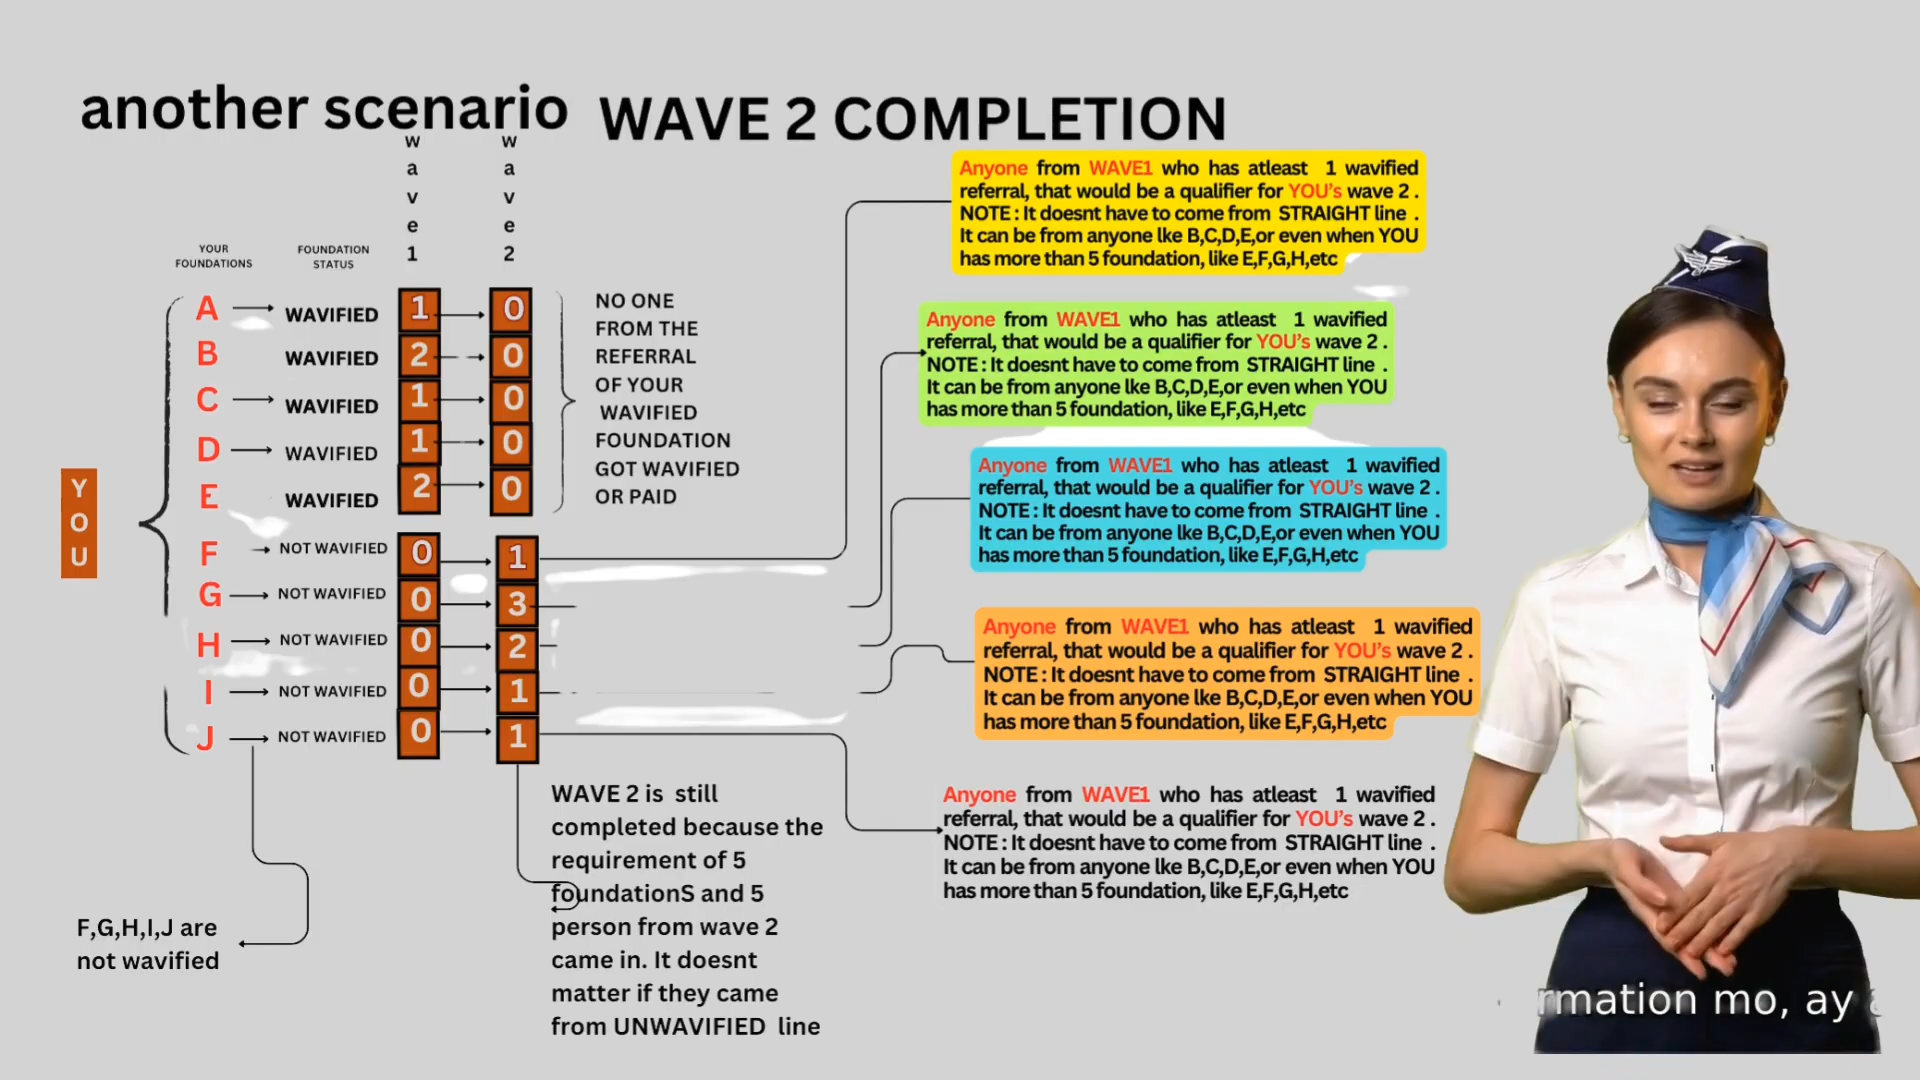 another scenario
WAVE 2 COMPLETION
wave1
wave2
YOUR
FOUNDATIONS
FOUNDATION
STATUS
YOU
A WAVIFIED 1 0
B WAVIFIED 2 0
C WAVIFIED 1 0
D WAVIFIED 1 0
E WAVIFIED 2 0
F NOT WAVIFIED 0 1
G NOT WAVIFIED 0 3
H NOT WAVIFIED 0 2
I NOT WAVIFIED 0 1
J NOT WAVIFIED 0 1
NO ONE
FROM THE
REFERRAL
OF YOUR
WAVIFIED
FOUNDATION
GOT WAVIFIED
OR PAID
Anyone from WAVE1 who has atleast 1 wavified
referral, that would be a qualifier for YOU's wave 2 .
NOTE : It doesnt have to come from STRAIGHT line .
It can be from anyone lke B,C,D,E,or even when YOU
has more than 5 foundation, like E,F,G,H,etc
Anyone from WAVE1 who has atleast 1 wavified
referral, that would be a qualifier for YOU's wave 2 .
NOTE : It doesnt have to come from STRAIGHT line .
It can be from anyone lke B,C,D,E,or even when YOU
has more than 5 foundation, like E,F,G,H,etc
Anyone from WAVE1 who has atleast 1 wavified
referral, that would be a qualifier for YOU's wave 2 .
NOTE : It doesnt have to come from STRAIGHT line .
It can be from anyone lke B,C,D,E,or even when YOU
has more than 5 foundation, like E,F,G,H,etc
Anyone from WAVE1 who has atleast 1 wavified
referral, that would be a qualifier for YOU's wave 2 .
NOTE : It doesnt have to come from STRAIGHT line .
It can be from anyone lke B,C,D,E,or even when YOU
has more than 5 foundation, like E,F,G,H,etc
Anyone from WAVE1 who has atleast 1 wavified
referral, that would be a qualifier for YOU's wave 2 .
NOTE : It doesnt have to come from STRAIGHT line .
It can be from anyone lke B,C,D,E,or even when YOU
has more than 5 foundation, like E,F,G,H,etc
WAVE 2 is still
completed because the
requirement of 5
foundationS and 5
person from wave 2
came in. It doesnt
matter if they came
from UNWAVIFIED line
F,G,H,I,J are
not wavified
rmation mo, ay